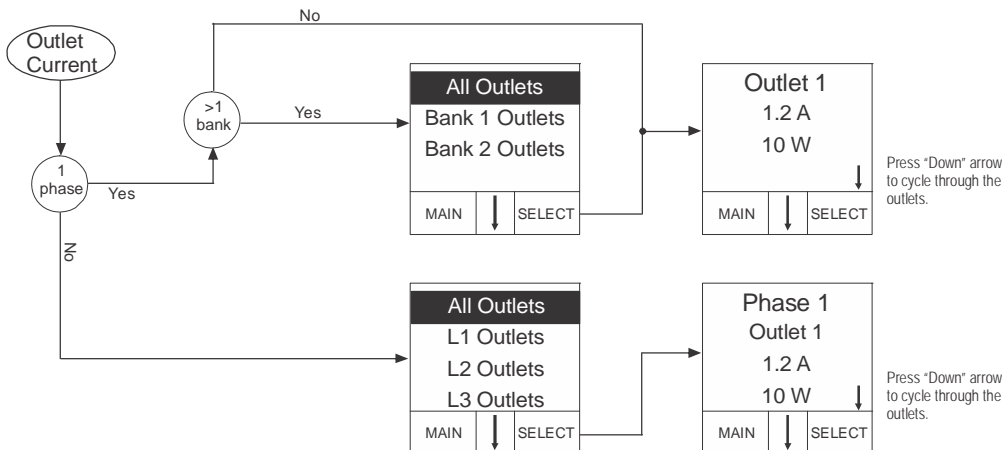 No
Outlet
Current
>1
bank
Yes
All Outlets
Bank 1 Outlets
Bank 2 Outlets
MAIN
SELECT
Outlet 1
1.2 A
10 W
MAIN
SELECT
Press “Down” arrow
to cycle through the
outlets.
1
phase
Yes
No
All Outlets
L1 Outlets
L2 Outlets
L3 Outlets
MAIN
SELECT
Phase 1
Outlet 1
1.2 A
10 W
MAIN
SELECT
Press “Down” arrow
to cycle through the
outlets.